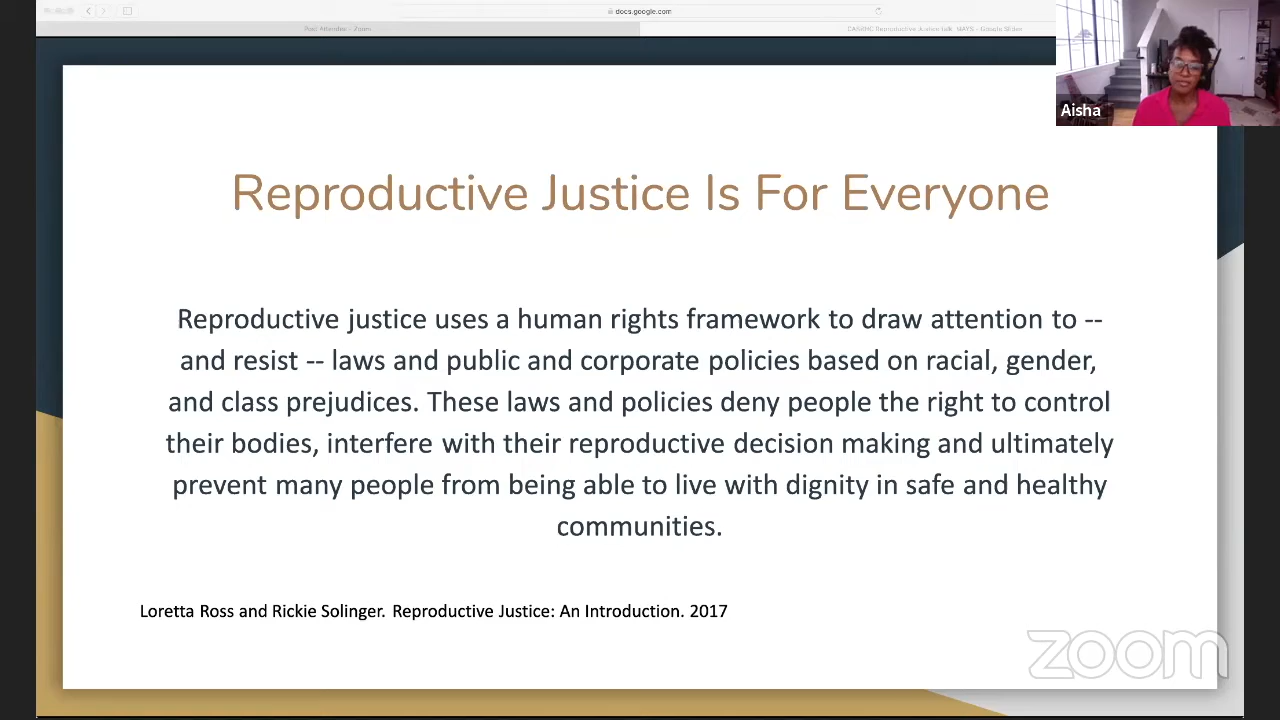 docs.google.com
Post Attendee - Zoom
Aisha
Reproductive Justice Is For Everyone
Reproductive justice uses a human rights framework to draw attention to --
and resist -- laws and public and corporate policies based on racial, gender,
and class prejudices. These laws and policies deny people the right to control
their bodies, interfere with their reproductive decision making and ultimately
prevent many people from being able to live with dignity in safe and healthy
communities.
Loretta Ross and Rickie Solinger. Reproductive Justice: An Introduction. 2017
zoom